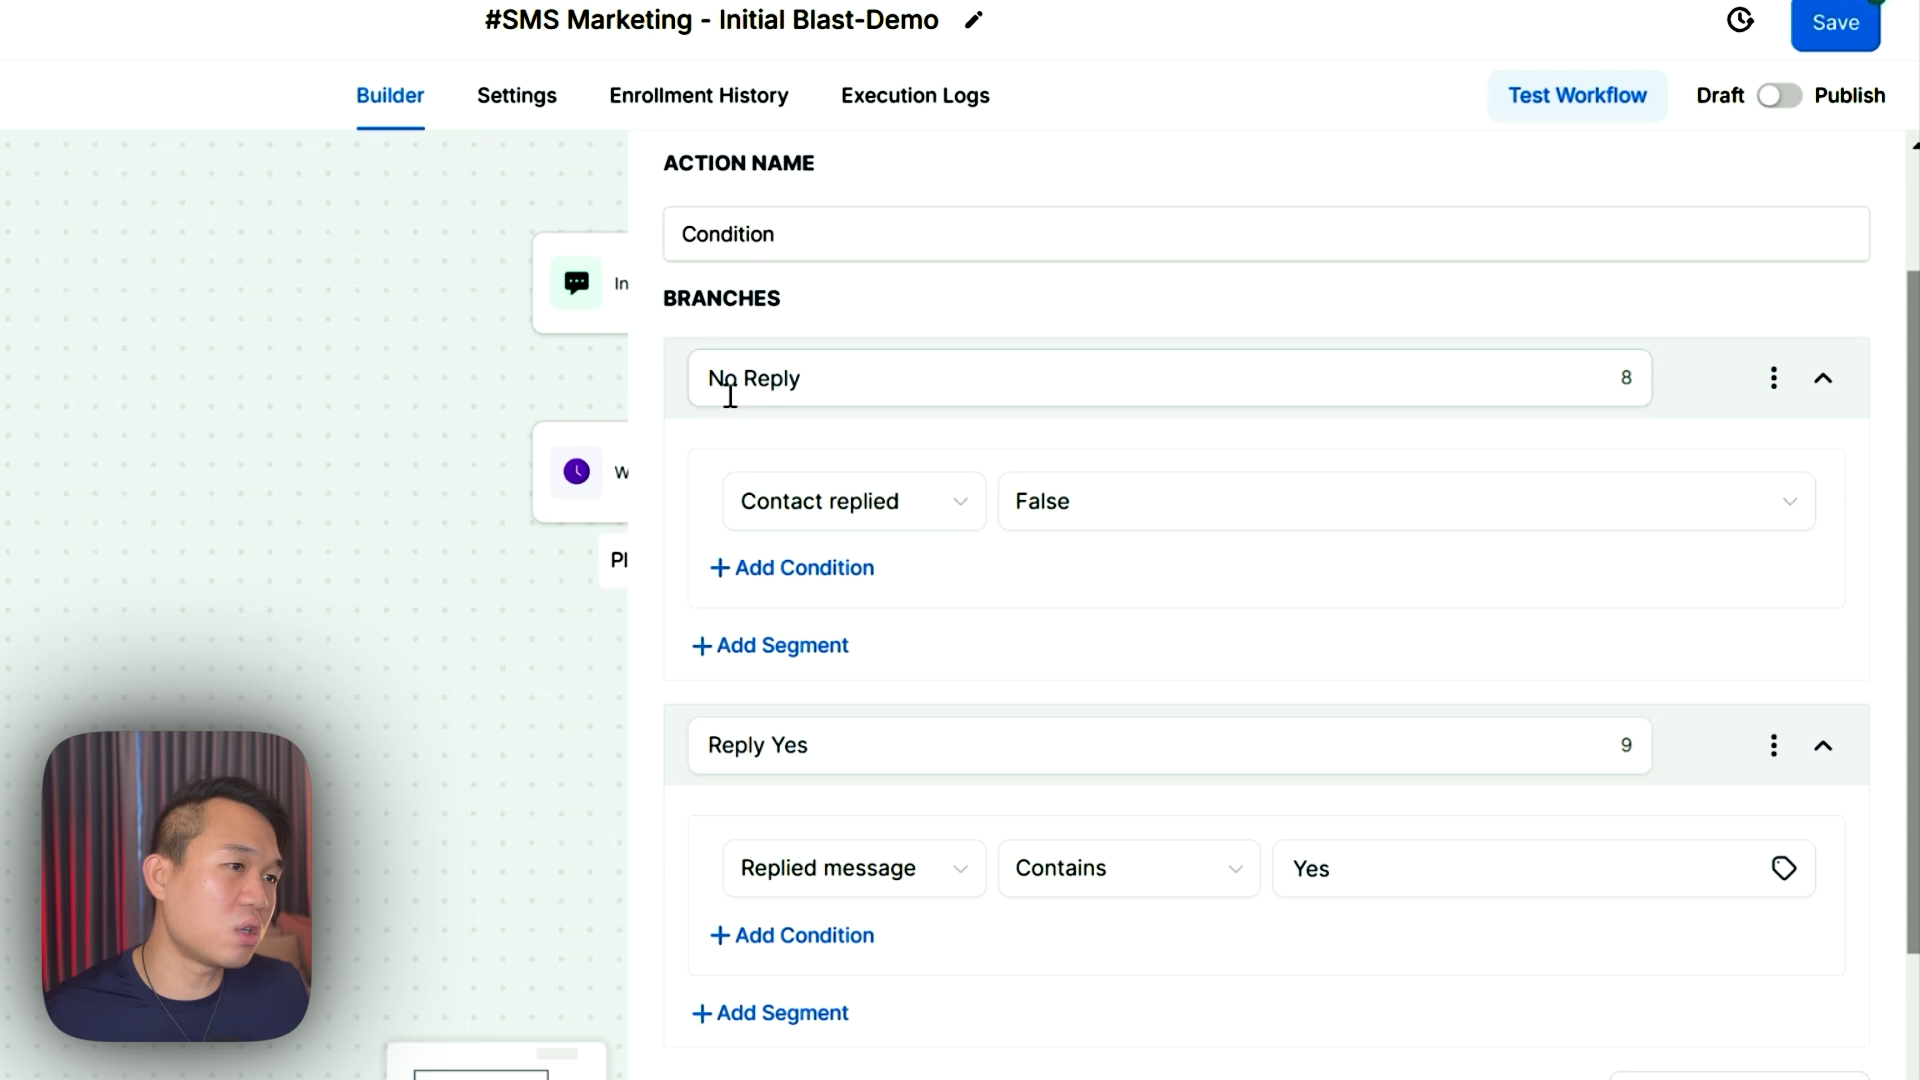 #SMS Marketing - Initial Blast-Demo
Save
Builder
Settings
Enrollment History
Execution Logs
Test Workflow
Draft
Publish
ACTION NAME
Condition
In
BRANCHES
No Reply
8
W
Contact replied
False
Pl
Add Condition
Add Segment
Reply Yes
9
Replied message
Contains
Yes
Add Condition
Add Segment